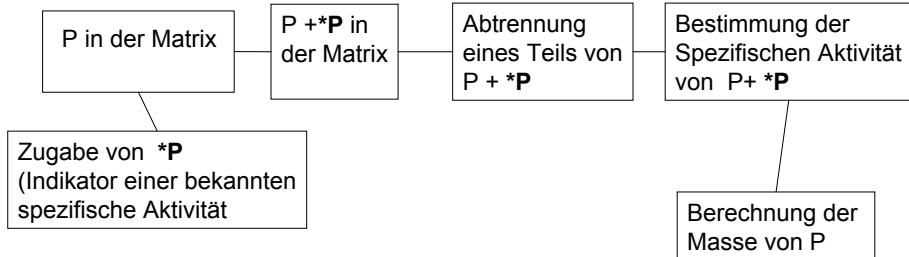 P in der Matrix
P +*P in
der Matrix
Abtrennung
eines Teils von
P + *P
Bestimmung der
Spezifischen Aktivität
von P+ *P
Zugabe von *P
(Indikator einer bekannten
spezifische Aktivität
Berechnung der
Masse von P